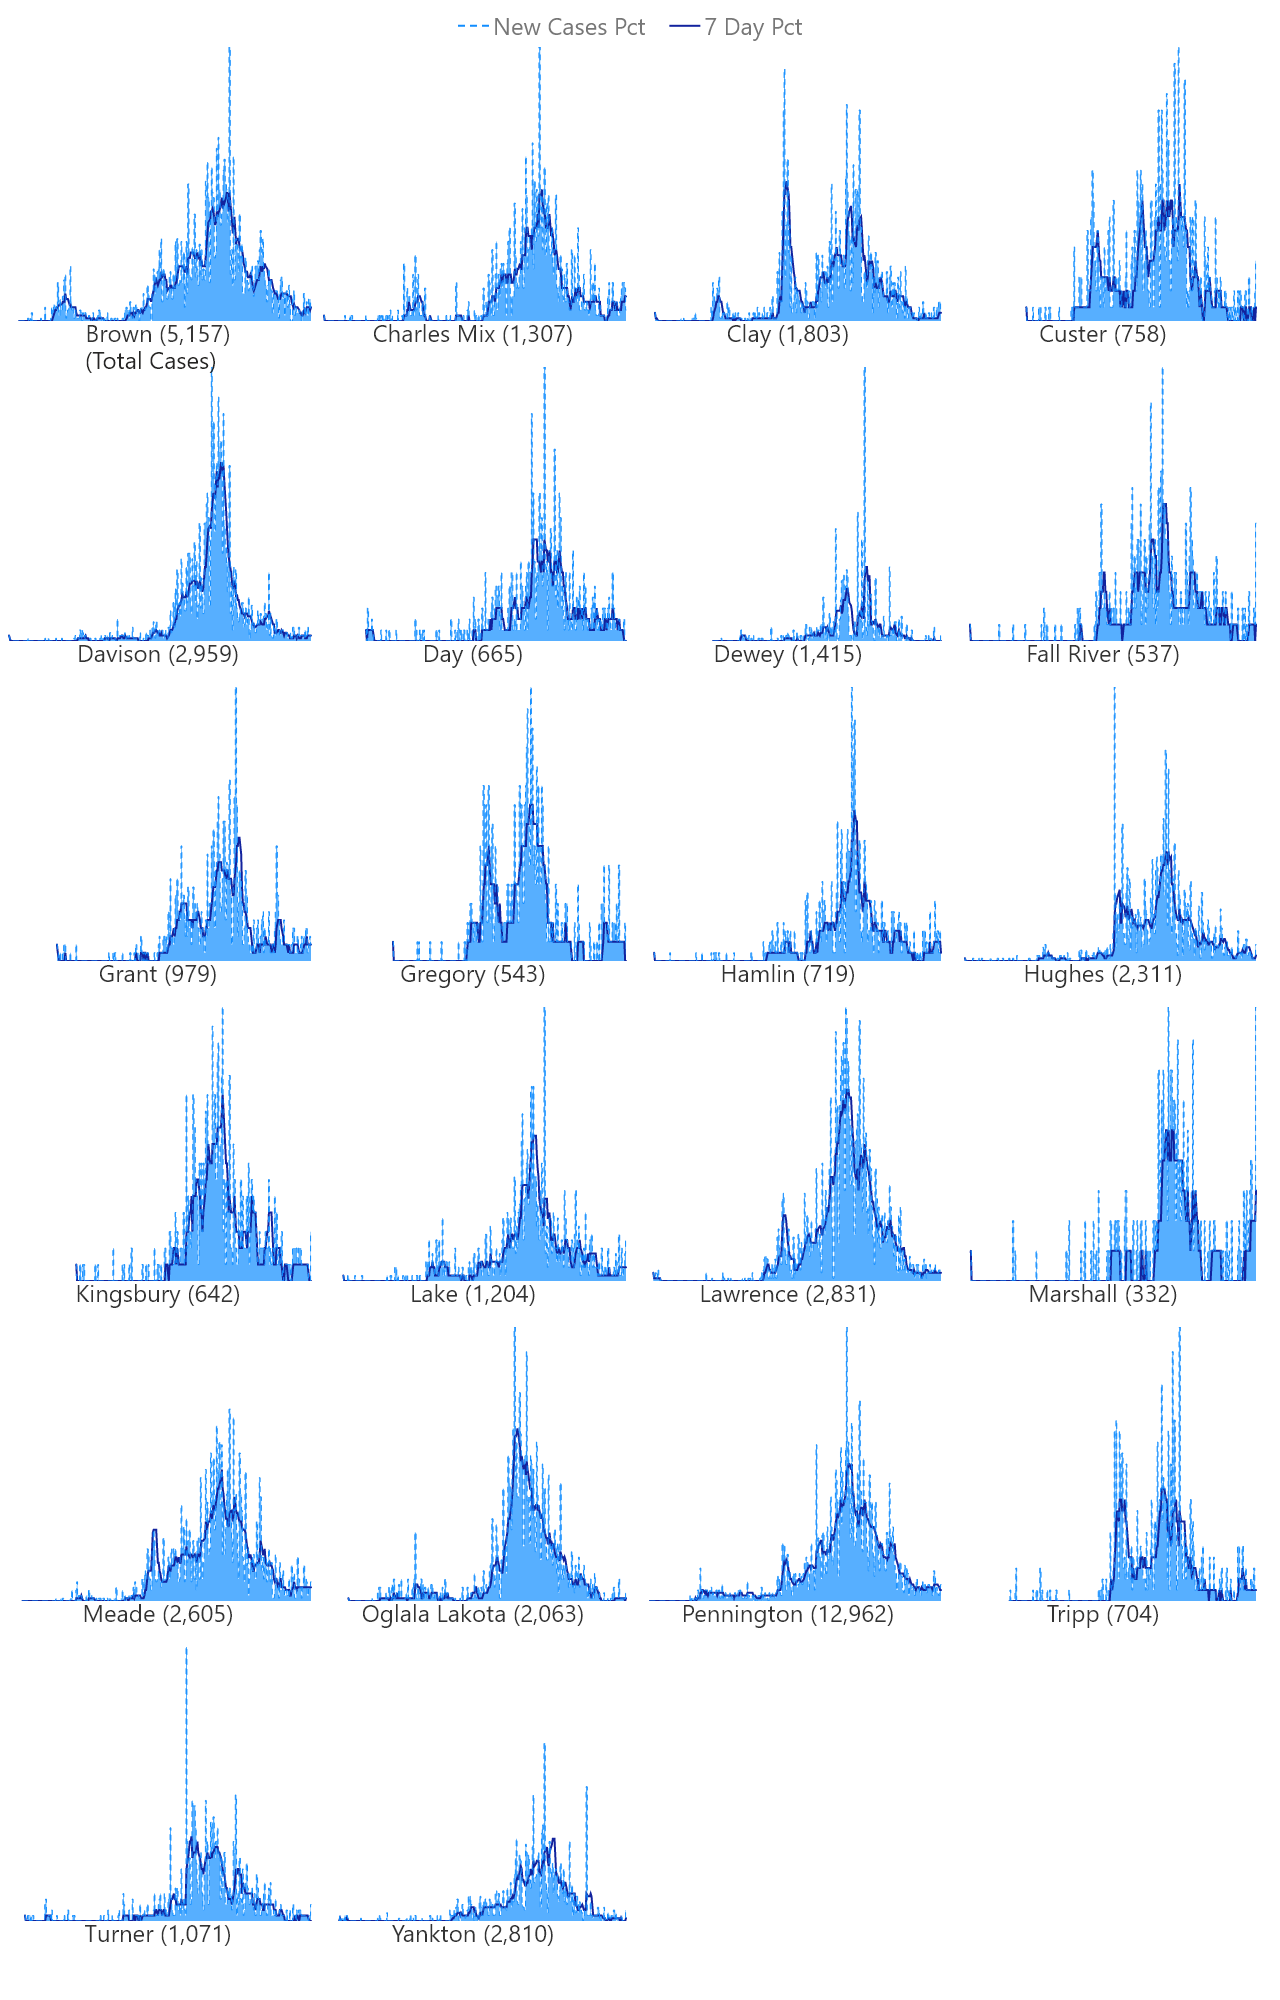 New Cases Pct 7 Day Pct
Brown (5,157) Charles Mix (1,307) Clay (1,803) Custer (758)
(Total Cases)
Davison (2,959) Day (665) Dewey (1,415) Fall River (537)
Grant (979) Gregory (543) Hamlin (719) Hughes (2,311)
Kingsbury (642) Lake (1,204) Lawrence (2,831) Marshall (332)
Meade (2,605) Oglala Lakota (2,063) Pennington (12,962) Tripp (704)
Turner (1,071) Yankton (2,810)